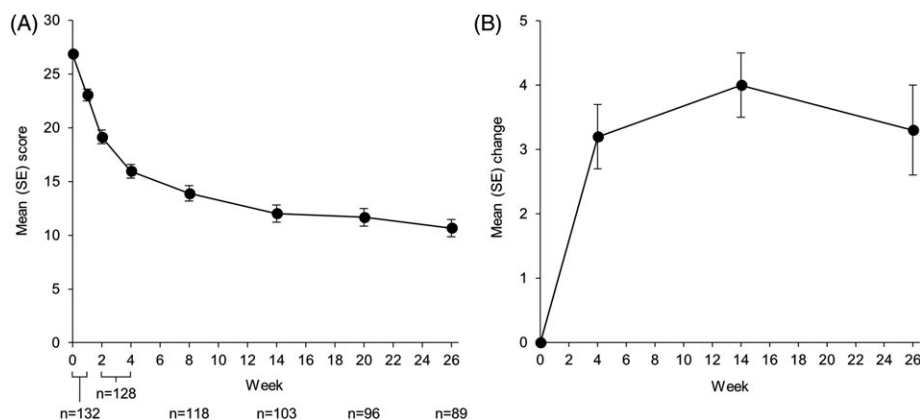 (A)
Mean (SE) score
30
25
20
15
10
5
0
0 2 4 6 8 10 12 14 16 18 20 22 24 26
Week
n=132
n=128
n=118
n=103
n=96
n=89
(B)
Mean (SE) change
5
4
3
2
1
0
0 2 4 6 8 10 12 14 16 18 20 22 24 26
Week